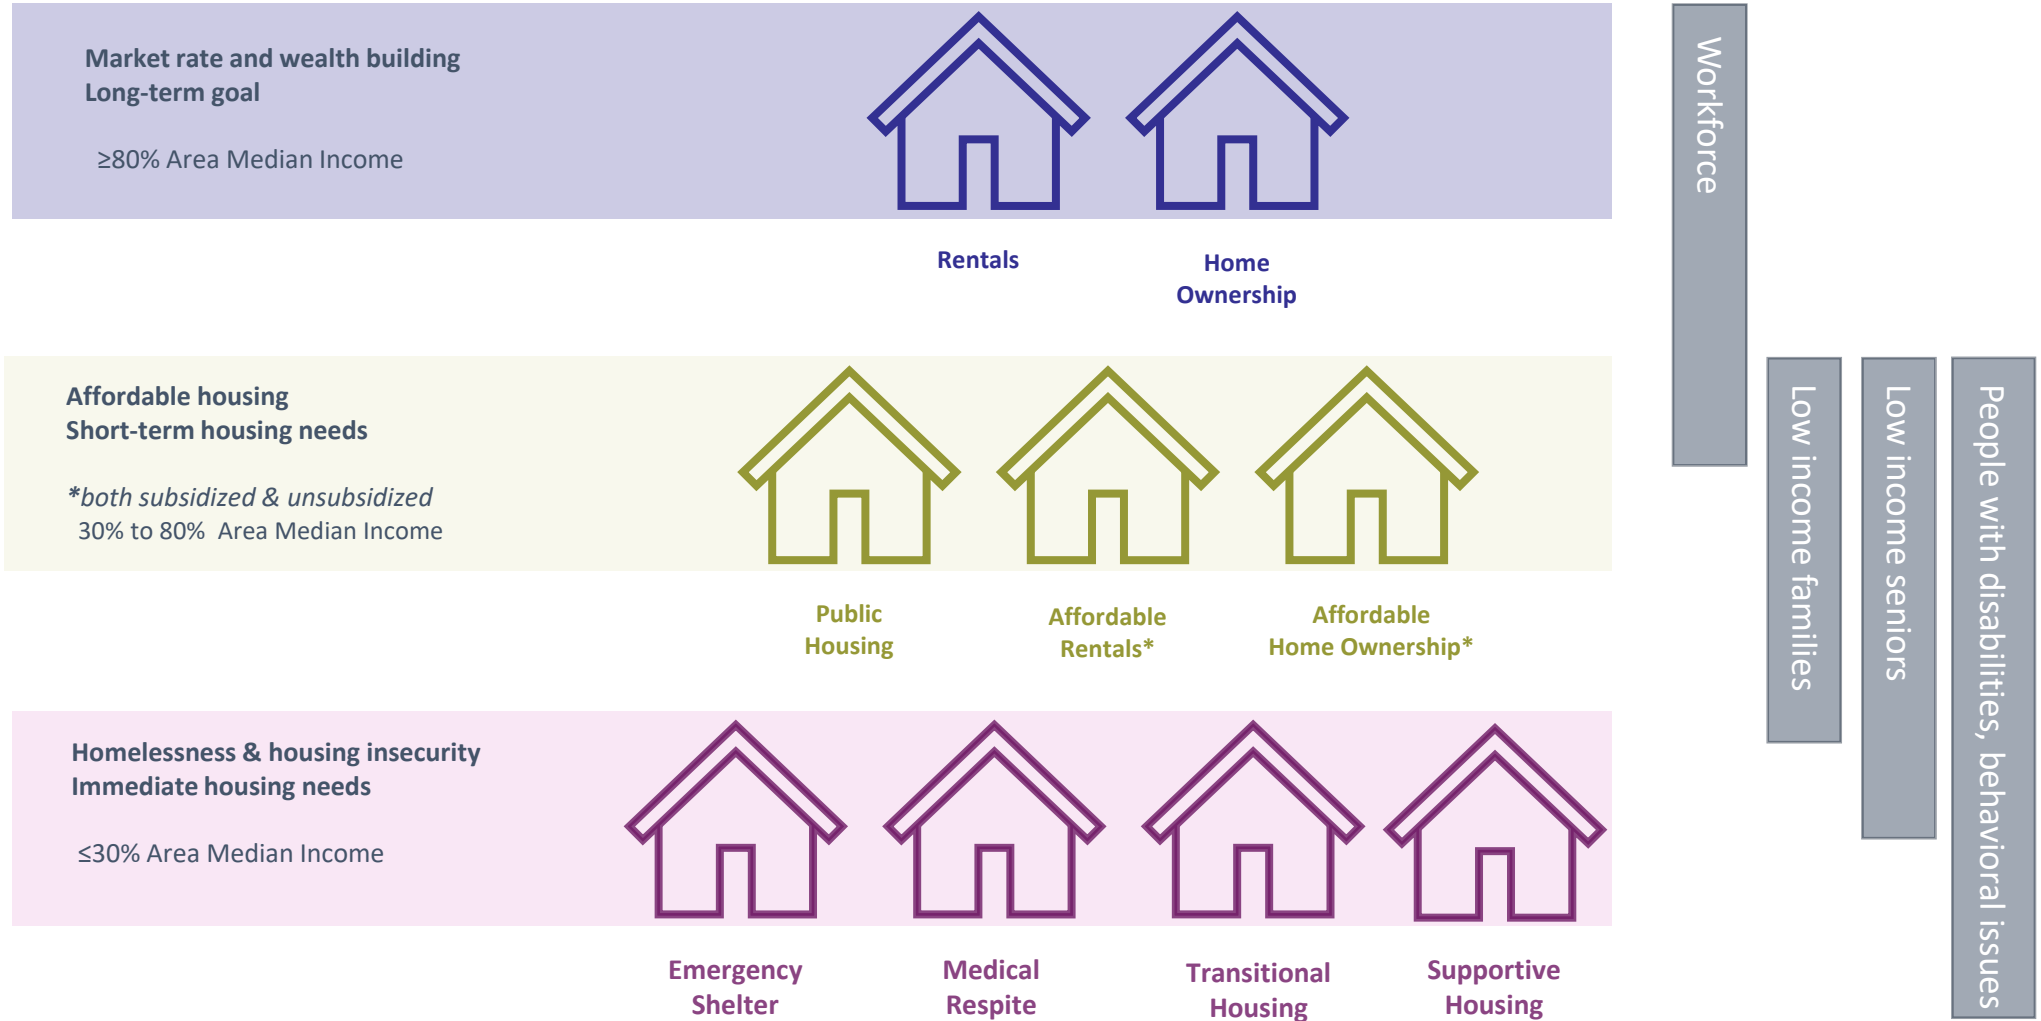 Market rate and wealth building
Long-term goal
≥80% Area Median Income
Rentals
Home
Ownership
Affordable housing
Short-term housing needs
*both subsidized & unsubsidized
30% to 80% Area Median Income
Public
Housing
Affordable
Rentals*
Affordable
Home Ownership*
Homelessness & housing insecurity
Immediate housing needs
≤30% Area Median Income
Emergency
Shelter
Medical
Respite
Transitional
Housing
Supportive
Housing
Workforce
Low income families
Low income seniors
People with disabilities, behavioral issues